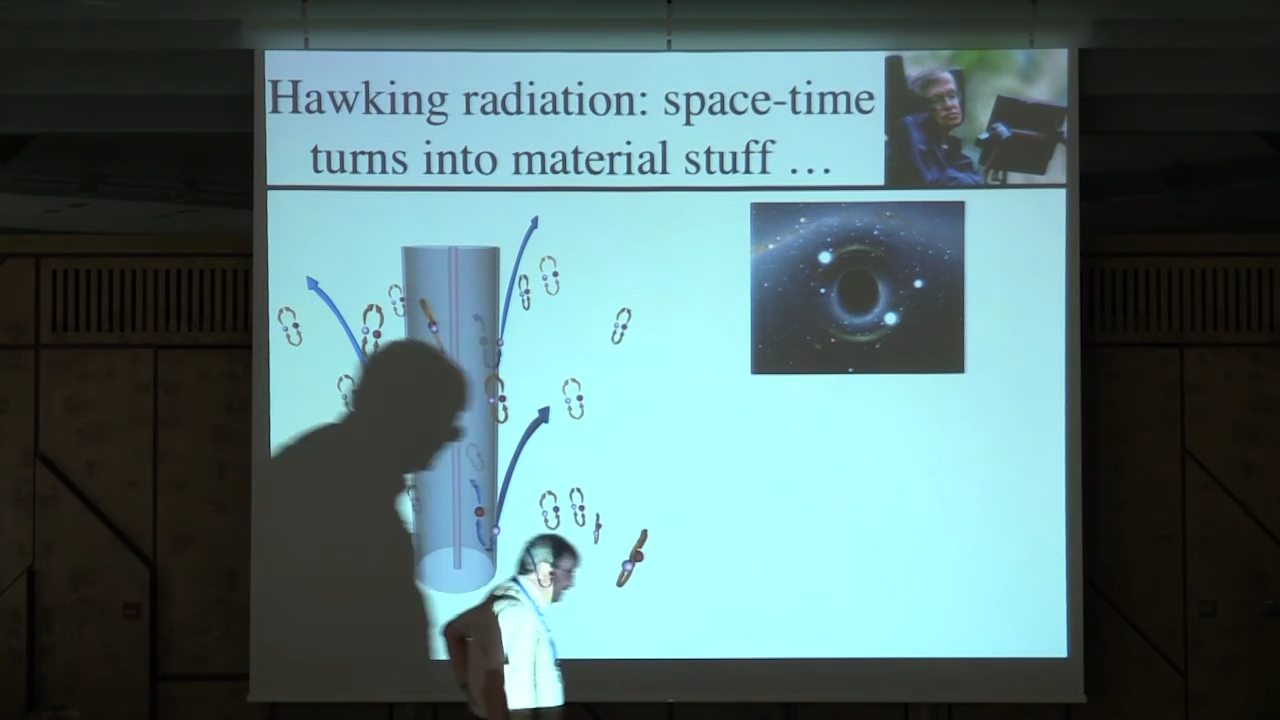 Hawking radiation: space-time
turns into material stuff …